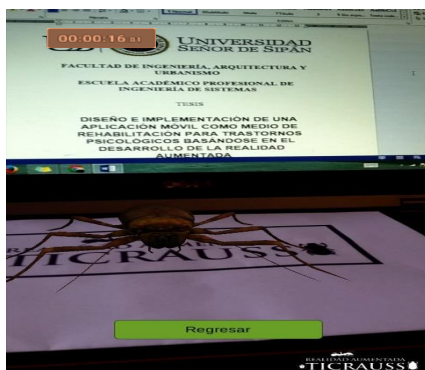 00:00:16
UNIVERSIDAD
SEÑOR DE SIPÁN
FACULTAD DE INGENIERÍA, ARQUITECTURA Y
URBANISMO
ESCUELA ACADÉMICO PROFESIONAL DE
INGENIERÍA DE SISTEMAS
TESIS
DISEÑO E IMPLEMENTACIÓN DE UNA
APLICACIÓN MÓVIL COMO MEDIO DE
REHABILITACIÓN PARA TRASTORNOS
PSICOLÓGICOS BASÁNDOSE EN EL
DESARROLLO DE LA REALIDAD
AUMENTADA
TICRAUSS
Regresar
REALIDAD AUMENTADA
•TICRAUSS